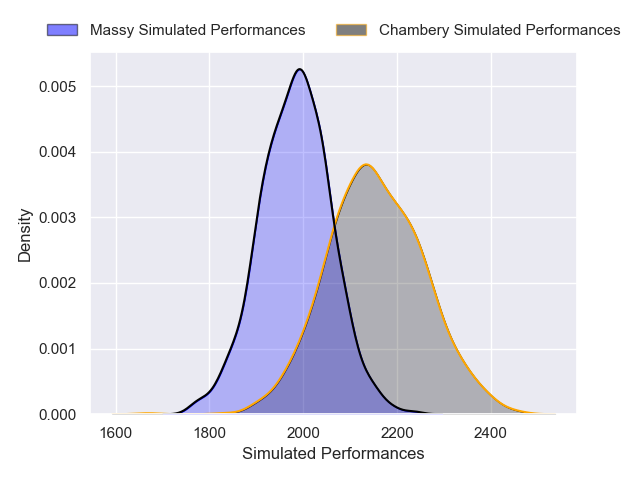 Massy Simulated Performances Chambery Simulated Performances
0.005
0.004
0.003
0.002
0.001
0.000
Density
1600 1800 2000 2200 2400
Simulated Performances